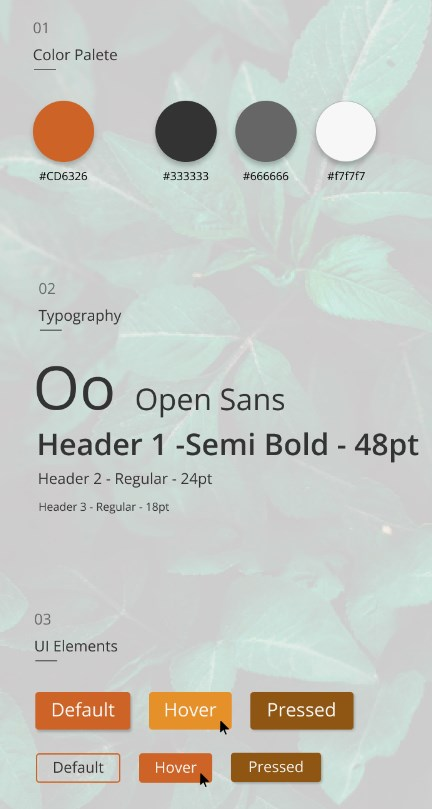 01
Color Palete
#CD6326
#333333
#666666
#f7f7f7
02
Typography
Oo Open Sans
Header 1 -Semi Bold - 48pt
Header 2 - Regular - 24pt
Header 3 - Regular - 18pt
03
UI Elements
Default Hover Pressed
Default Hover Pressed